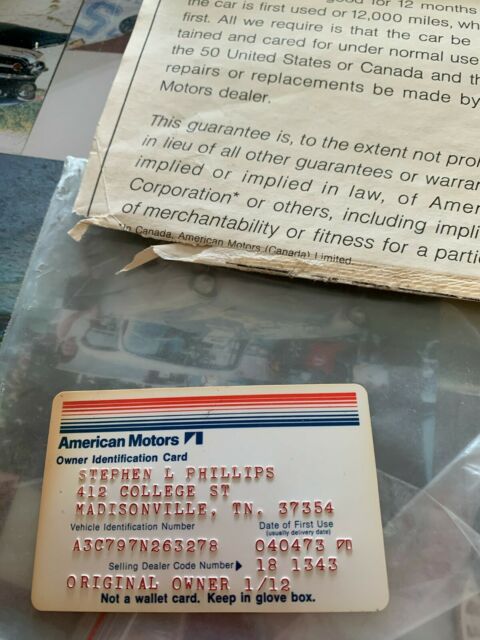 good for 12 months
the car is first used or 12,000 miles, wh
first. All we require is that the car be
tained and cared for under normal use
the 50 United States or Canada and th
repairs or replacements be made by
Motors dealer.
This guarantee is, to the extent not proh
in lieu of all other guarantees or warran
implied or implied in law, of Amer
Corporation* or others, including impli
of merchantability or fitness for a partic
*In Canada, American Motors (Canada) Limited
American Motors
Owner Identification Card
STEPHEN L PHILLIPS
412 COLLEGE ST
MADISONVILLE, TN. 37354
Vehicle Identification Number Date of First Use
(usually delivery date)
A3C797N263278 040473
Selling Dealer Code Number 18 1343
ORIGINAL OWNER 1/12
Not a wallet card. Keep in glove box.